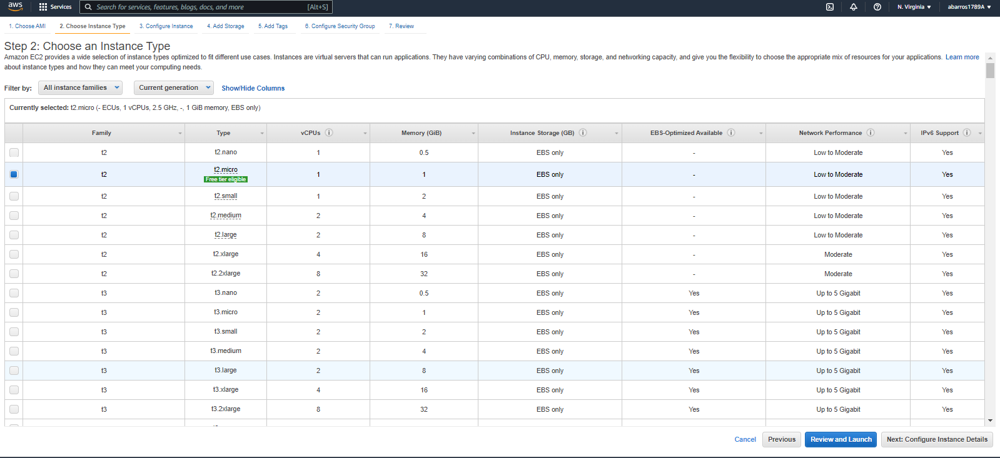 aws Services Search for services, features, blogs, docs, and more [Alt+S] N. Virginia abarros1789A
1. Choose AMI 2. Choose Instance Type 3. Configure Instance 4. Add Storage 5. Add Tags 6. Configure Security Group 7. Review
Step 2: Choose an Instance Type
Amazon EC2 provides a wide selection of instance types optimized to fit different use cases. Instances are virtual servers that can run applications. They have varying combinations of CPU, memory, storage, and networking capacity, and give you the flexibility to choose the appropriate mix of resources for your applications. Learn more
about instance types and how they can meet your computing needs.
Filter by: All instance families Current generation Show/Hide Columns
Currently selected: t2.micro (- ECUs, 1 vCPUs, 2.5 GHz, -, 1 GiB memory, EBS only)
Family Type vCPUs Memory (GiB) Instance Storage (GB) EBS-Optimized Available Network Performance IPv6 Support
t2 t2.nano 1 0.5 EBS only - Low to Moderate Yes
t2 t2.micro 1 1 EBS only - Low to Moderate Yes
Free tier eligible
t2 t2.small 1 2 EBS only - Low to Moderate Yes
t2 t2.medium 2 4 EBS only - Low to Moderate Yes
t2 t2.large 2 8 EBS only - Low to Moderate Yes
t2 t2.xlarge 4 16 EBS only - Moderate Yes
t2 t2.2xlarge 8 32 EBS only - Moderate Yes
t3 t3.nano 2 0.5 EBS only Yes Up to 5 Gigabit Yes
t3 t3.micro 2 1 EBS only Yes Up to 5 Gigabit Yes
t3 t3.small 2 2 EBS only Yes Up to 5 Gigabit Yes
t3 t3.medium 2 4 EBS only Yes Up to 5 Gigabit Yes
t3 t3.large 2 8 EBS only Yes Up to 5 Gigabit Yes
t3 t3.xlarge 4 16 EBS only Yes Up to 5 Gigabit Yes
t3 t3.2xlarge 8 32 EBS only Yes Up to 5 Gigabit Yes
Cancel Previous Review and Launch Next: Configure Instance Details